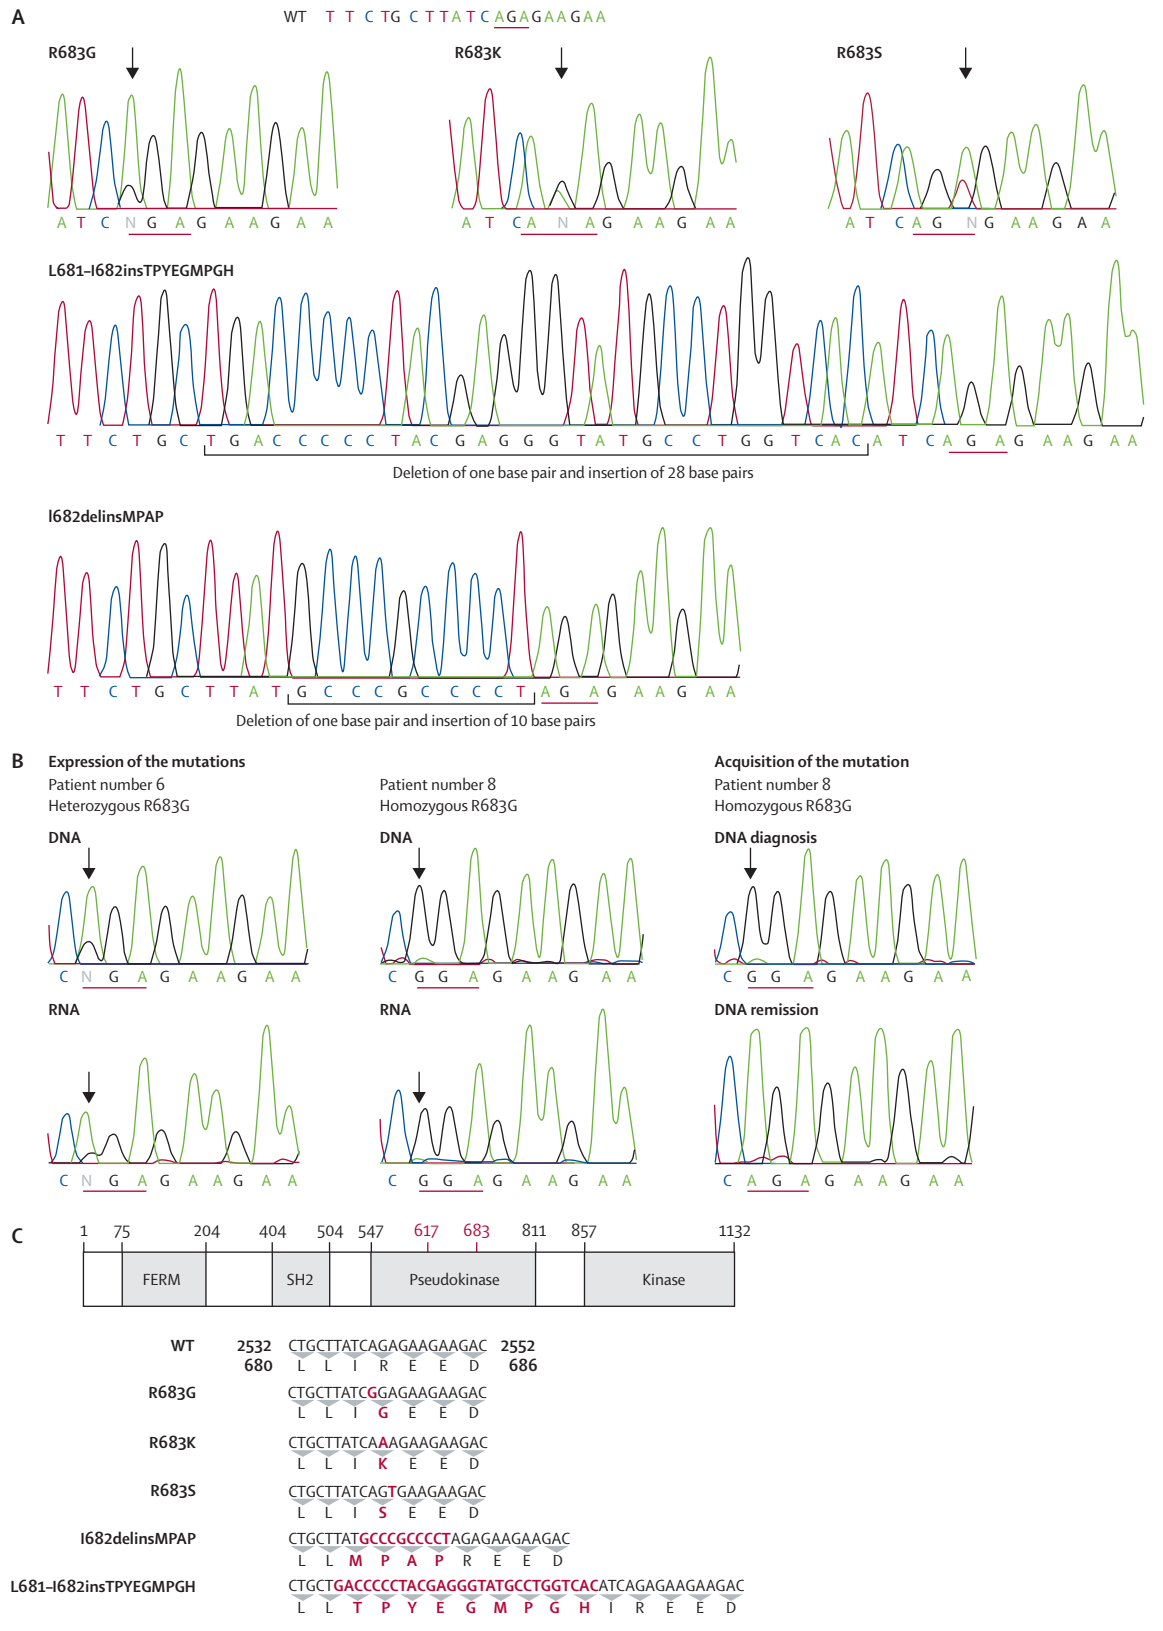 A
WT T T C T G C T T A T C A G A G A A G A A
R683G R683K R683S
A T C N G A G A A G A A A T C A N A G A A G A A A T C A G N G A A G A A
L681–I682insTPYEGMPGH
T T C T G C T G A C C C C C T A C G A G G G T A T G C C T G G T C A C A T C A G A G A A G A A
Deletion of one base pair and insertion of 28 base pairs
I682delinsMPAP
T T C T G C T T A T G C C C G C C C C T A G A G A A G A A
Deletion of one base pair and insertion of 10 base pairs
B Expression of the mutations Acquisition of the mutation
Patient number 6 Patient number 8 Patient number 8
Heterozygous R683G Homozygous R683G Homozygous R683G
DNA DNA DNA diagnosis
C N G A G A A G A A C G G A G A A G A A C G G A G A A G A A
RNA RNA DNA remission
C N G A G A A G A A C G G A G A A G A A C A G A G A A G A A
C 1 75 204 404 504 547 617 683 811 857 1132
FERM SH2 Pseudokinase Kinase
WT 2532 CTGCTTATCAGAGAAGAAGAC 2552
680 L L I R E E D 686
R683G CTGCTTATCGGAGAAGAAGAC
L L I G E E D
R683K CTGCTTATCAAAGAAGAAGAC
L L I K E E D
R683S CTGCTTATCAGTGAAGAAGAC
L L I S E E D
I682delinsMPAP CTGCTTATGCCCGCCCCTAGAGAAGAAGAC
L L M P A P R E E D
L681–I682insTPYEGMPGH CTGCTGACCCCCTACGAGGGTATGCCTGGTCACATCAGAGAAGAAGAC
L L T P Y E G M P G H I R E E D